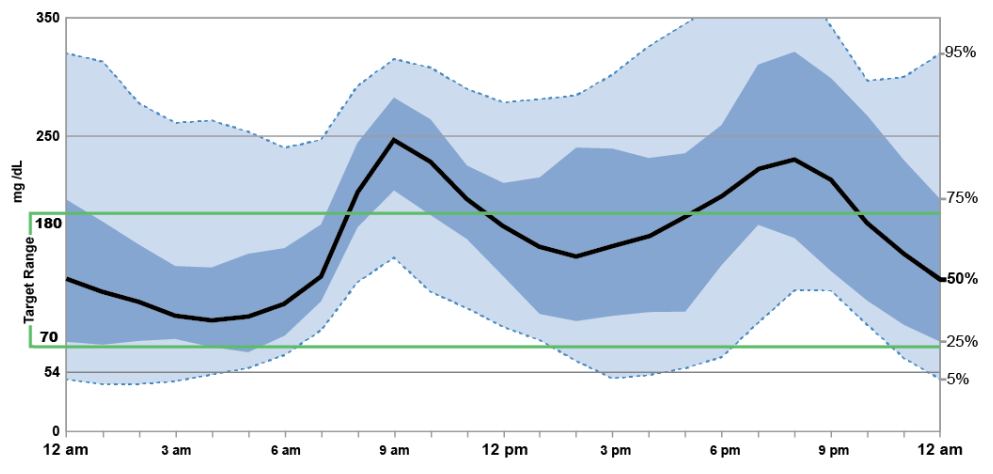 350
95%
250
mg /dL
75%
180
Target Range
50%
70
25%
54
5%
0
12 am
3 am
6 am
9 am
12 pm
3 pm
6 pm
9 pm
12 am